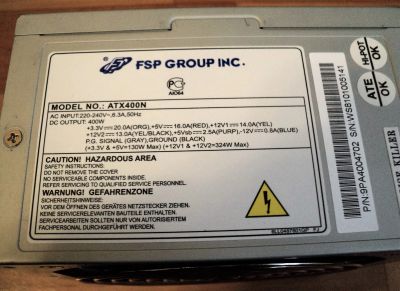 FSP GROUP INC.
MODEL NO.: ATX400N
AC INPUT:220-240V~,6.3A,50Hz
DC OUTPUT: 400W
+3.3V=20.0A(ORG),+5V=16.0A(RED),+12V1=14.0A(YEL)
+12V2=13.0A(YEL/BLACK),+5Vsb=2.5A(PURP),-12V=0.8A(BLUE)
P.G. SIGNAL (GRAY),GROUND (BLACK)
(+3.3V & +5V=130W Max) (+12V1 & +12V2=324W Max)
CAUTION! HAZARDOUS AREA
SAFETY INSTRUCTIONS:
DO NOT REMOVE THE COVER
NO SERVICEABLE COMPONENTS INSIDE.
REFER SERVICING TO QUALIFIED SERVICE PERSONNEL.
WARNUNG! GEFAHRENZONE
SICHERHEITSHINWEIS:
VOR DEM ÖFFNEN DES GERÄTES NETZSTECKER ZIEHEN,
KEINE SERVICERELEVANTEN BAUTEILE ENTHALTEN.
SERVICEARBEITEN DÜRFEN NUR VON AUTORISIERTEM
FACHPERSONAL DURCHGEFÜHRT WERDEN.
HI-POT
OK
ATE
OK
S/N:WS8101005141
P/N:9PA4004702